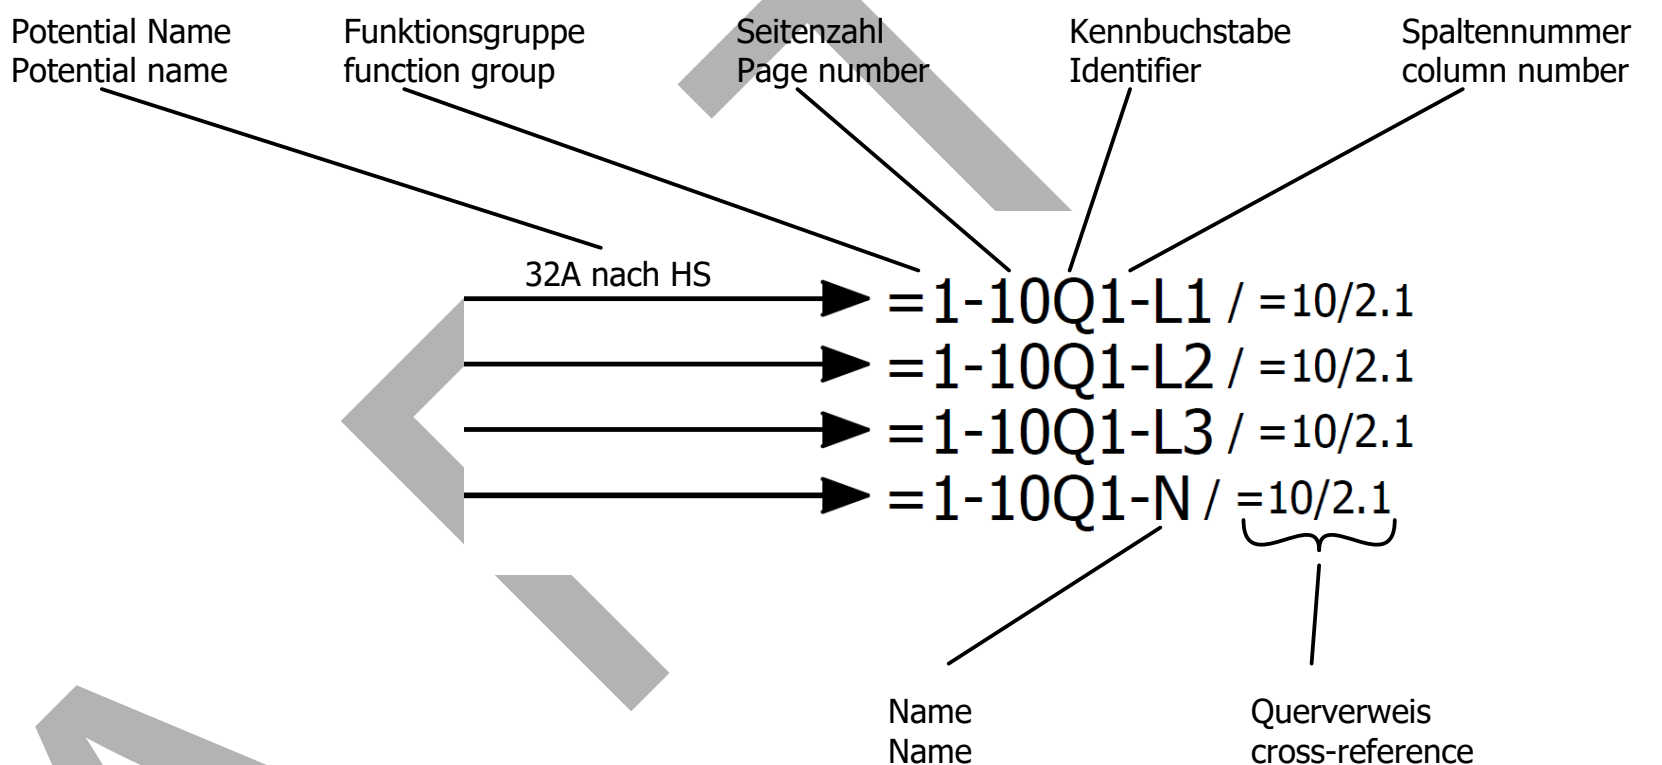 Potential Name
Potential name
Funktionsgruppe
function group
Seitenzahl
Page number
Kennbuchstabe
Identifier
Spaltennummer
column number
32A nach HS
=1-10Q1-L1 / =10/2.1
=1-10Q1-L2 / =10/2.1
=1-10Q1-L3 / =10/2.1
=1-10Q1-N / =10/2.1
Name
Name
Querverweis
cross-reference